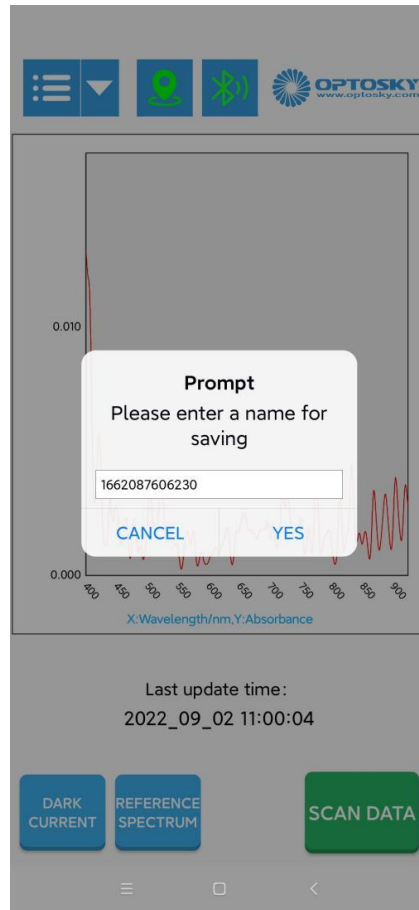 OPTOSKY
www.optosky.com
0.010
Prompt
Please enter a name for
saving
1662087606230
CANCEL YES
0.000
400 450 500 550 600 650 700 750 800 850 900
X:Wavelength/nm,Y:Absorbance
Last update time:
2022_09_02 11:00:04
DARK
CURRENT
REFERENCE
SPECTRUM
SCAN DATA